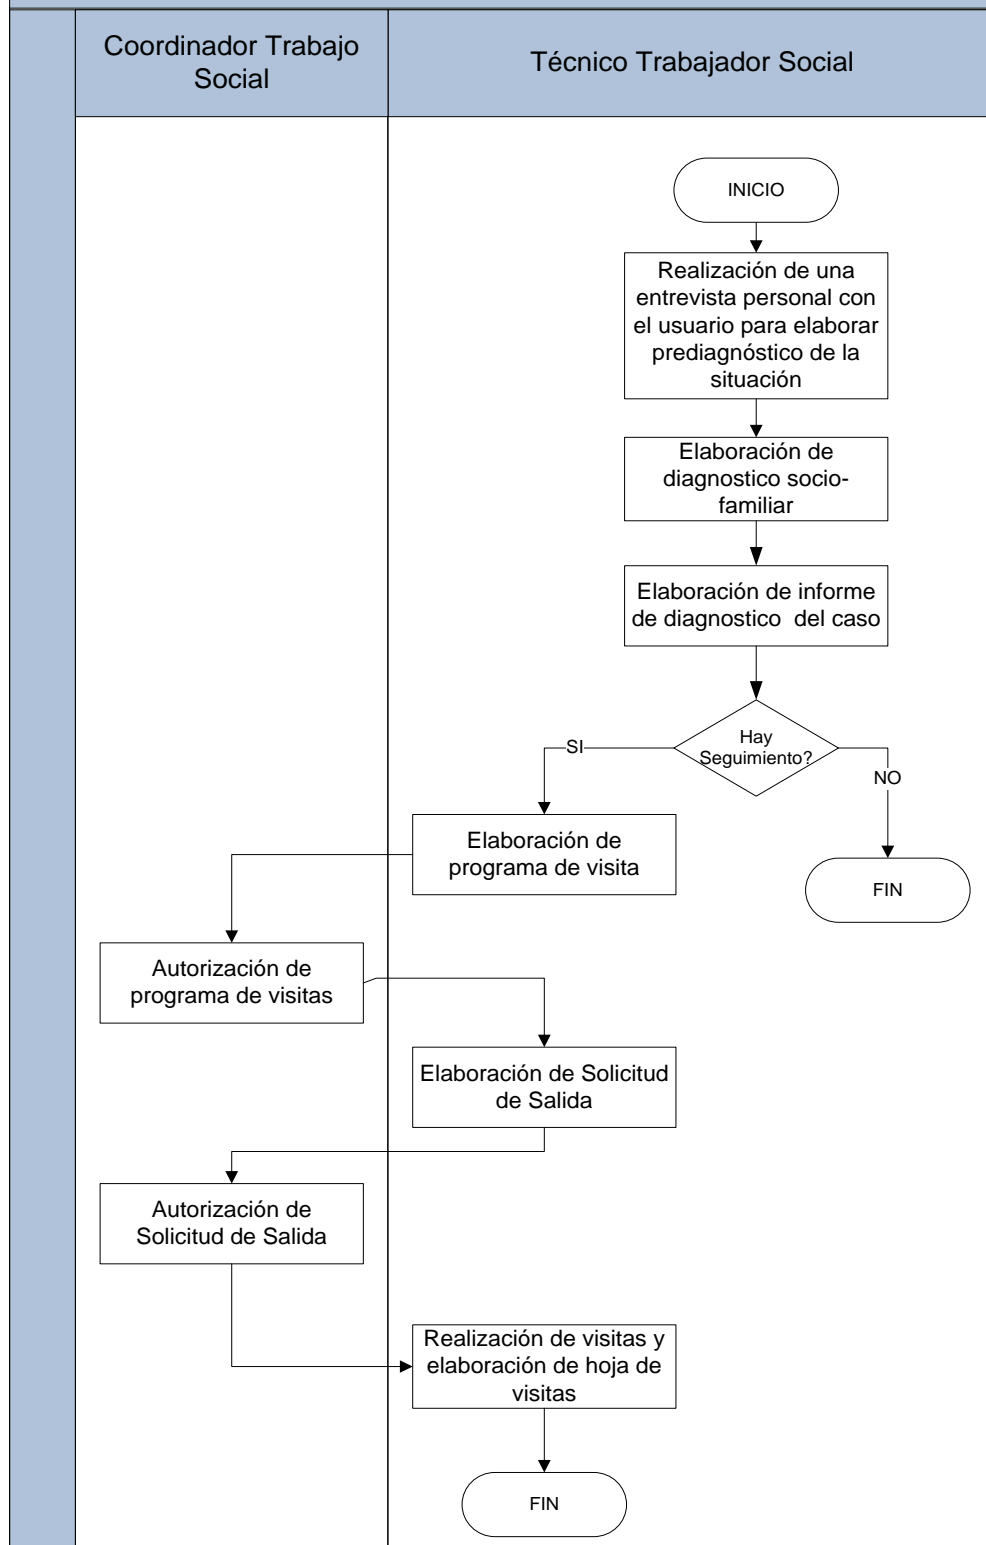 Coordinador Trabajo
Social
Técnico Trabajador Social
INICIO
Realización de una
entrevista personal con
el usuario para elaborar
prediagnóstico de la
situación
Elaboración de
diagnostico socio-
familiar
Elaboración de informe
de diagnostico del caso
Hay
Seguimiento?
SI
NO
Elaboración de
programa de visita
FIN
Autorización de
programa de visitas
Elaboración de Solicitud
de Salida
Autorización de
Solicitud de Salida
Realización de visitas y
elaboración de hoja de
visitas
FIN